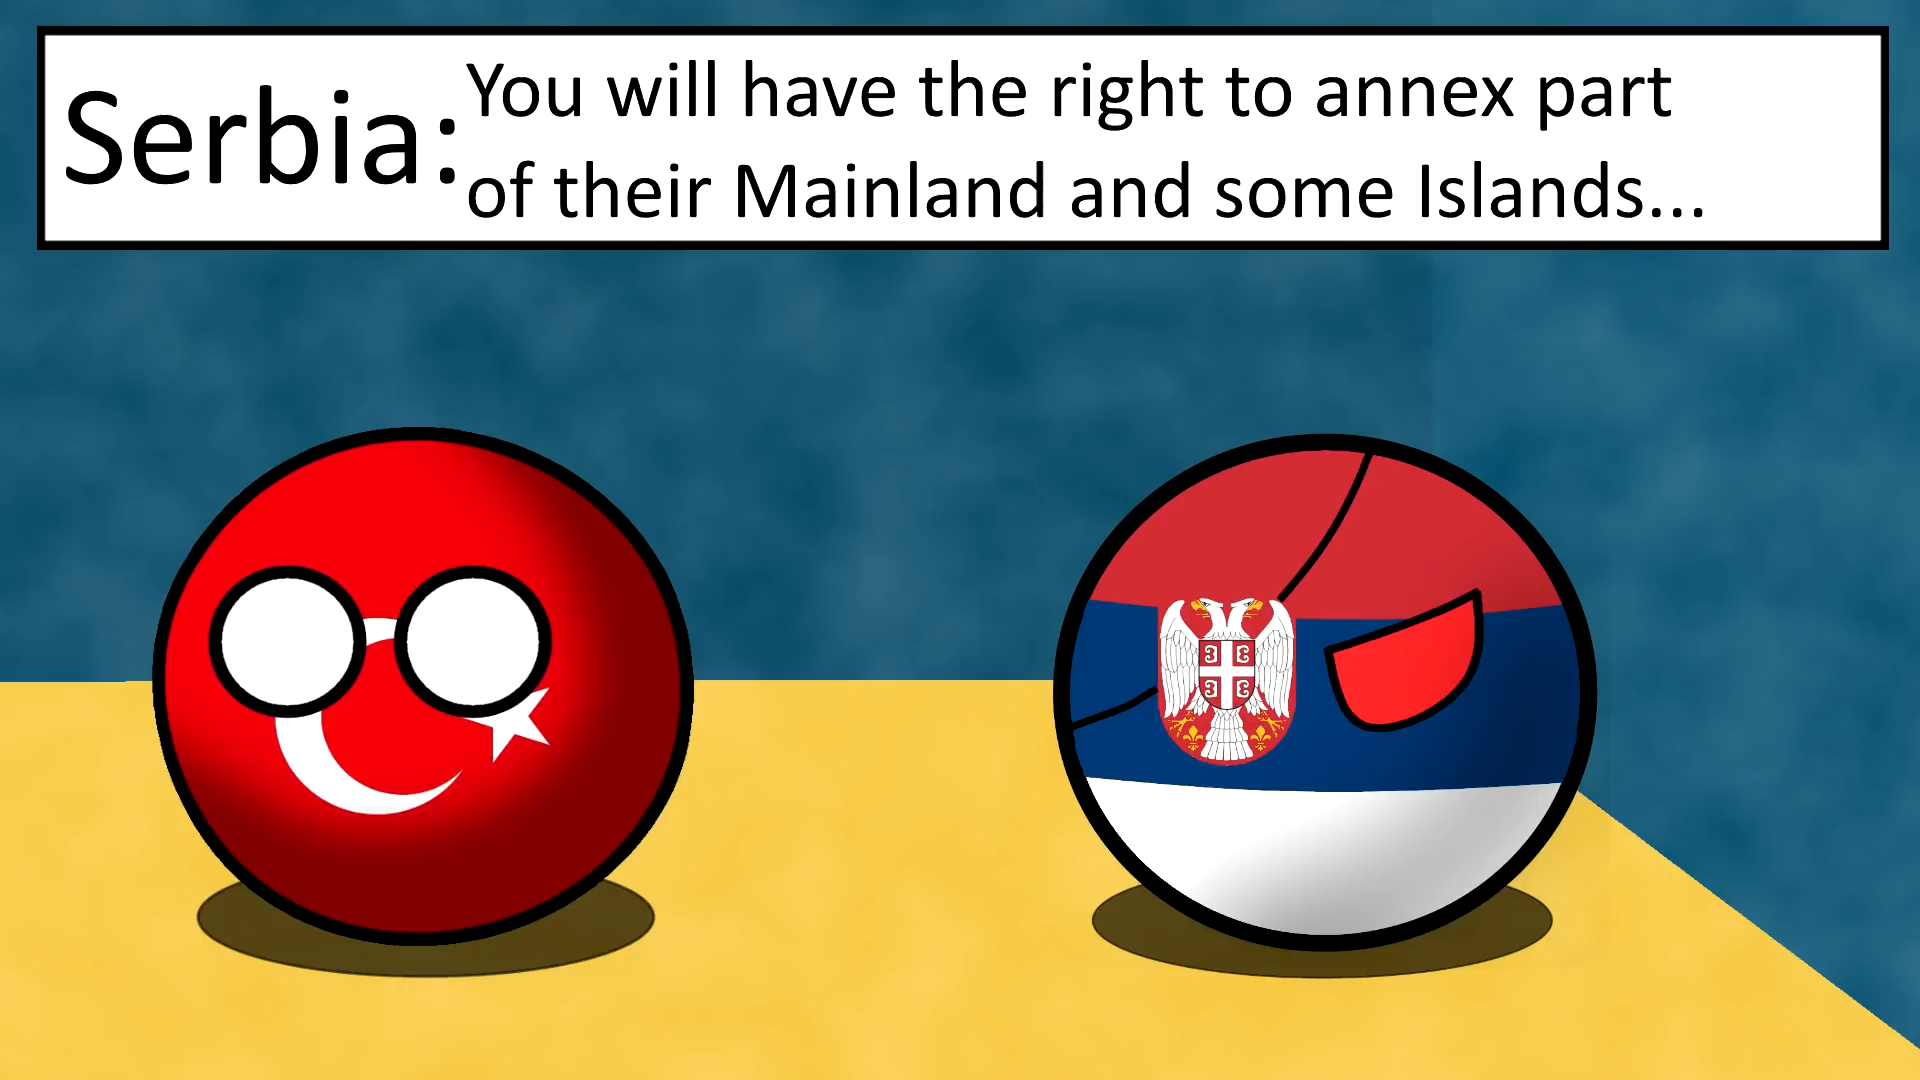 Serbia:
You will have the right to annex part
of their Mainland and some Islands...